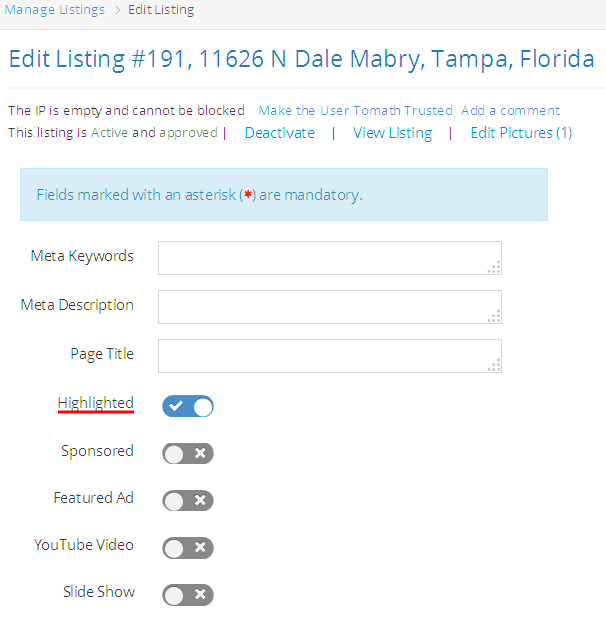 Manage Listings > Edit Listing
Edit Listing #191, 11626 N Dale Mabry, Tampa, Florida
The IP is empty and cannot be blocked Make the User Tomath Trusted Add a comment
This listing is Active and approved | Deactivate | View Listing | Edit Pictures (1)
Fields marked with an asterisk (*) are mandatory.
Meta Keywords
Meta Description
Page Title
Highlighted
Sponsored
Featured Ad
YouTube Video
Slide Show